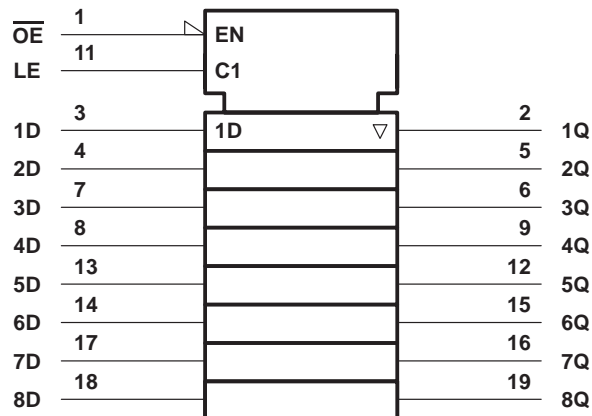 OE 1 EN
LE 11 C1
1D 3 1D ▽ 2 1Q
2D 4 5 2Q
3D 7 6 3Q
4D 8 9 4Q
5D 13 12 5Q
6D 14 15 6Q
7D 17 16 7Q
8D 18 19 8Q